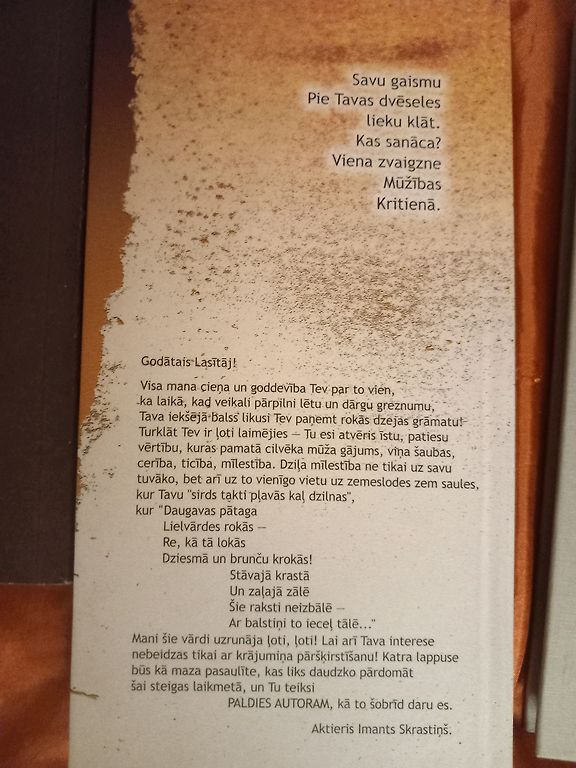 Savu gaismu
Pie Tavas dvēseles
lieku klāt.
Kas sanāca?
Viena zvaigzne
Mūžības
Kritienā.
Godātais Lasītāj!
Visa mana cieņa un goddevība Tev par to vien,
ka laikā, kad veikali pārpilni lētu un dārgu greznumu,
Tava iekšējā balss likusi Tev paņemt rokās dzejas grāmatu!
Turklāt Tev ir ļoti laimējies — Tu esi atvēris īstu, patiesu
vērtību, kuras pamatā cilvēka mūža gājums, viņa šaubas,
cerība, ticība, mīlestība. Dziļa mīlestība ne tikai uz savu
tuvāko, bet arī uz to vienīgo vietu uz zemeslodes zem saules,
kur Tavu "sirds takti pļavās kaļ dzilnas",
kur "Daugavas pātaga
Lielvārdes rokās —
Re, kā tā lokās
Dziesmā un brunču krokās!
Stāvajā krastā
Un zaļajā zālē
Šie raksti neizbālē —
Ar balstiņi to ieceļ tālē..."
Mani šie vārdi uzrunāja ļoti, ļoti! Lai arī Tava interese
nebeidzas tikai ar krājumiņa pāršķirstīšanu! Katra lappuse
būs kā maza pasaulīte, kas liks daudzko pārdomāt
šai steigas laikmetā, un Tu teiksi
PALDIES AUTORAM, kā to šobrīd daru es.
Aktieris Imants Skrastiņš.